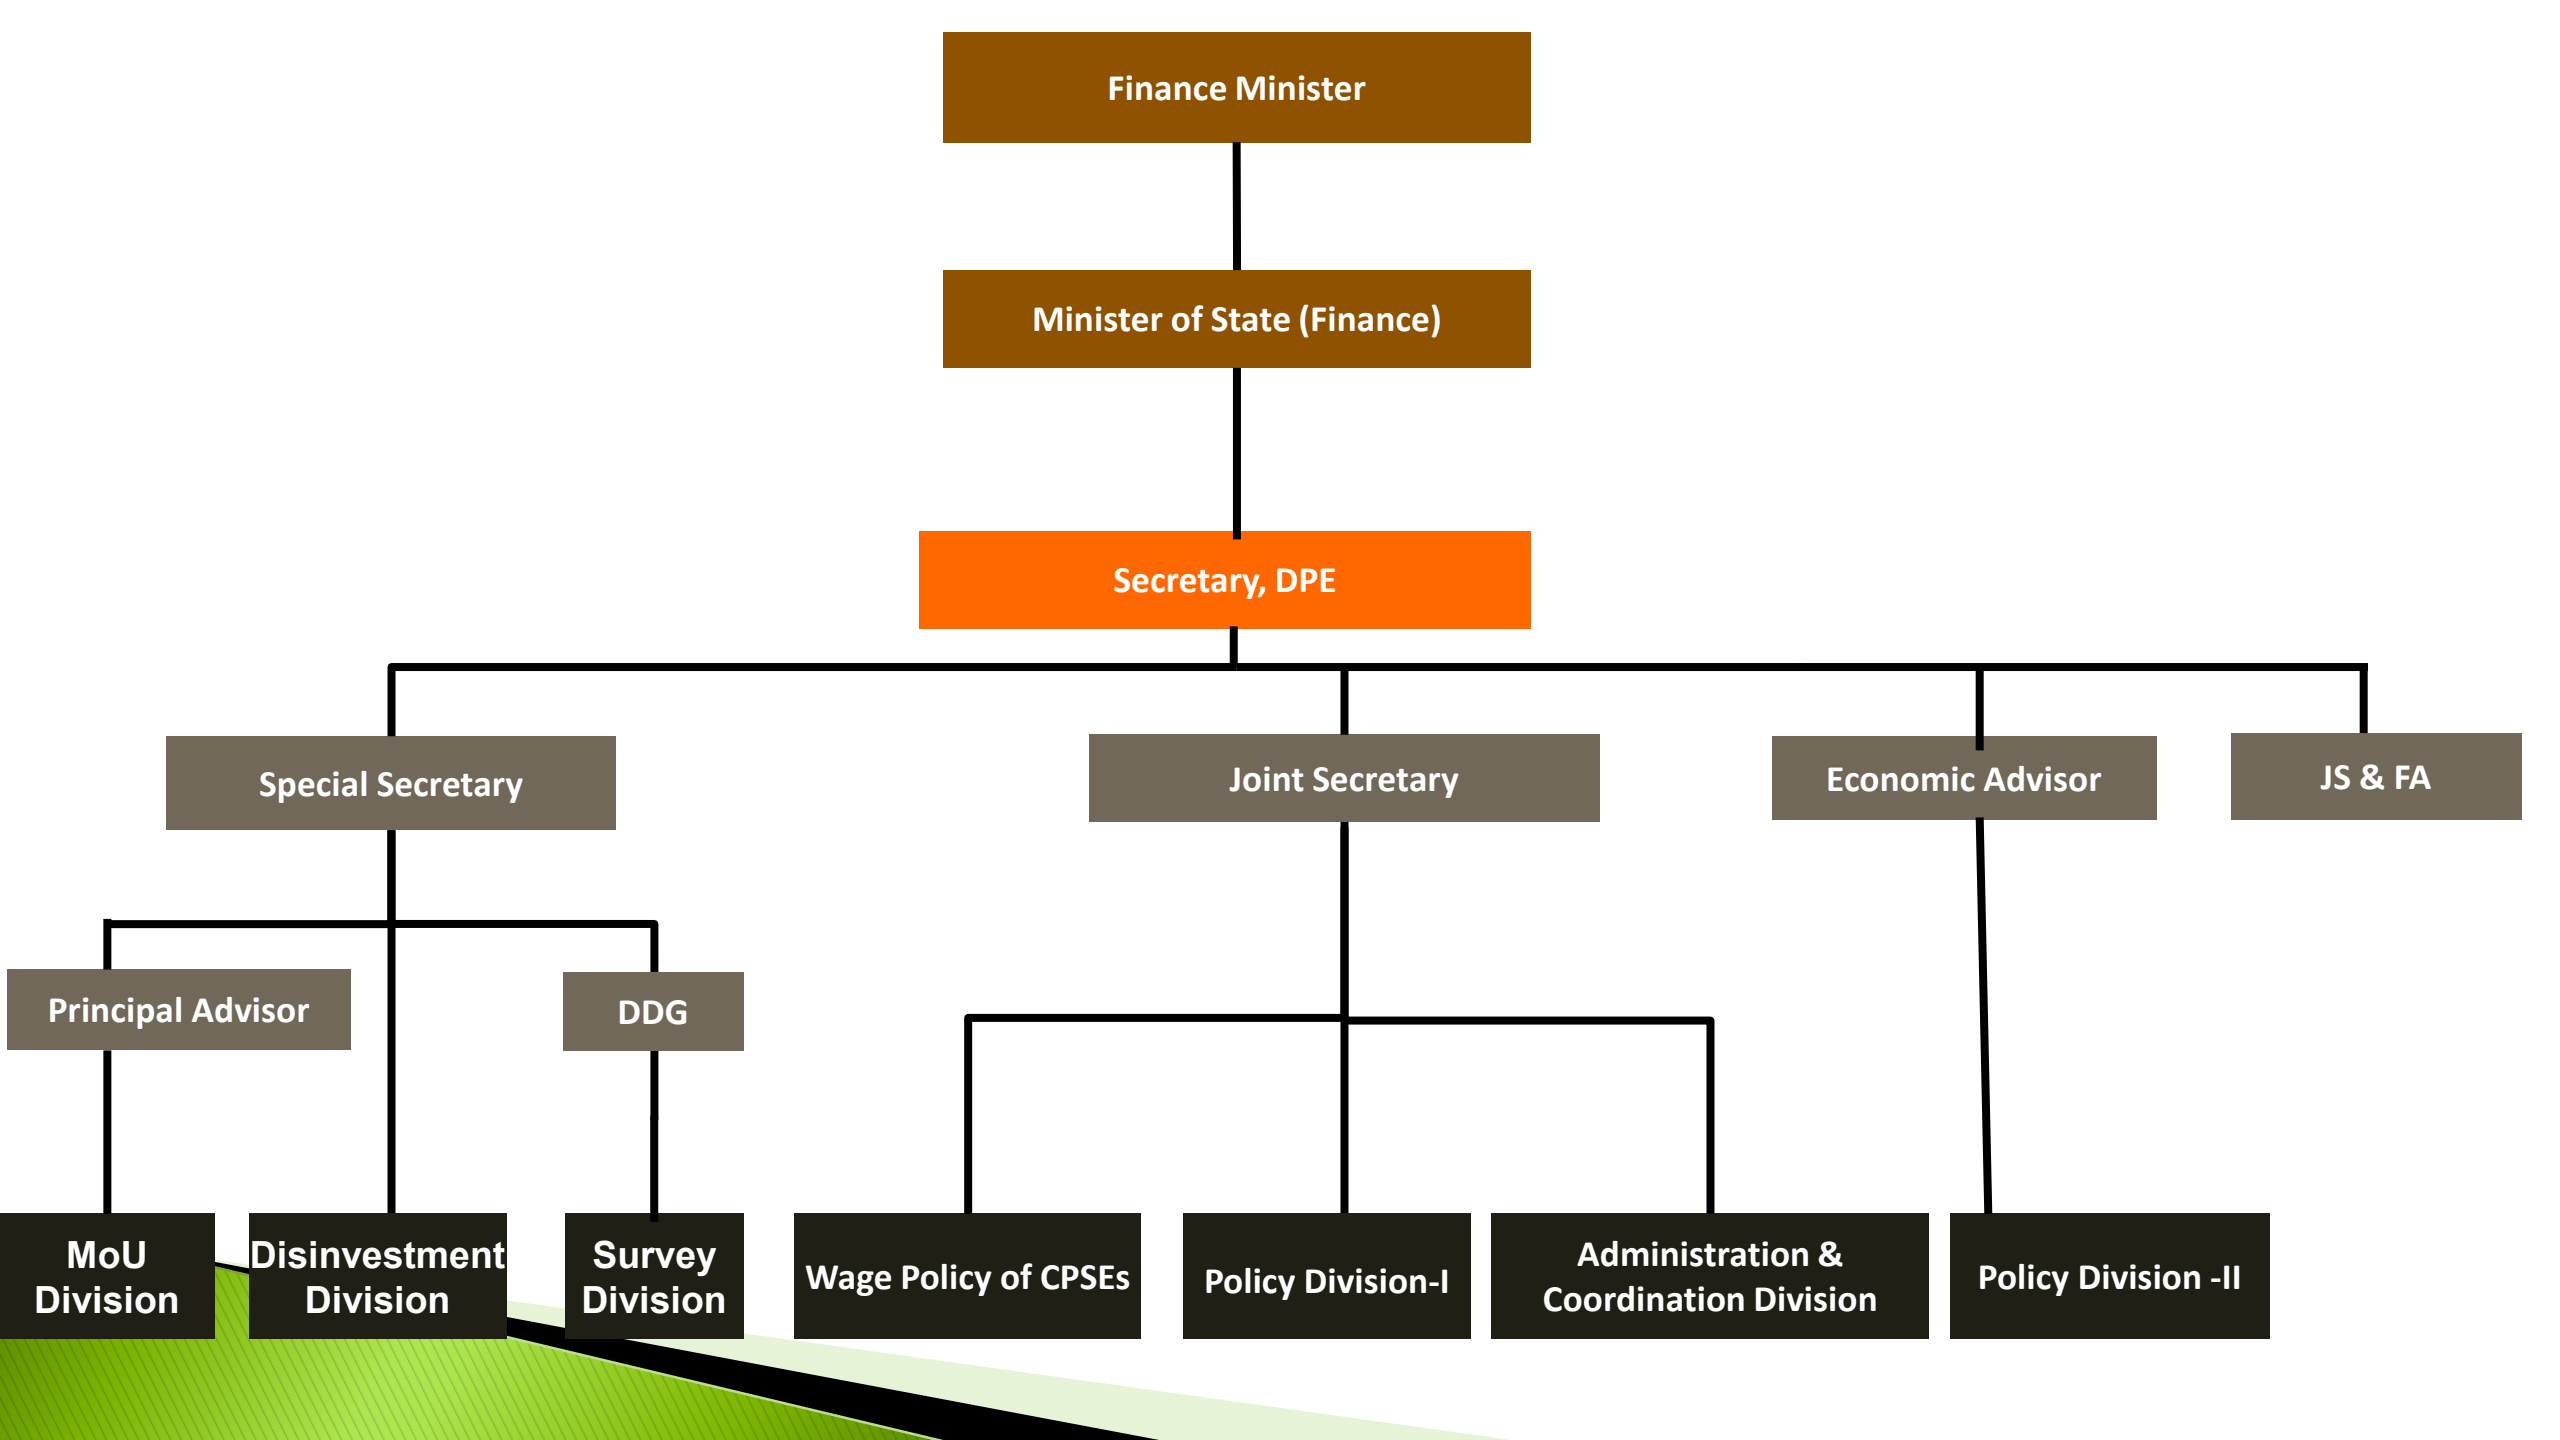 Finance Minister
Minister of State (Finance)
Secretary, DPE
Special Secretary
Joint Secretary
Economic Advisor
JS & FA
Principal Advisor
DDG
MoU
Division
Disinvestment
Division
Survey
Division
Wage Policy of CPSEs
Policy Division-I
Administration &
Coordination Division
Policy Division -II